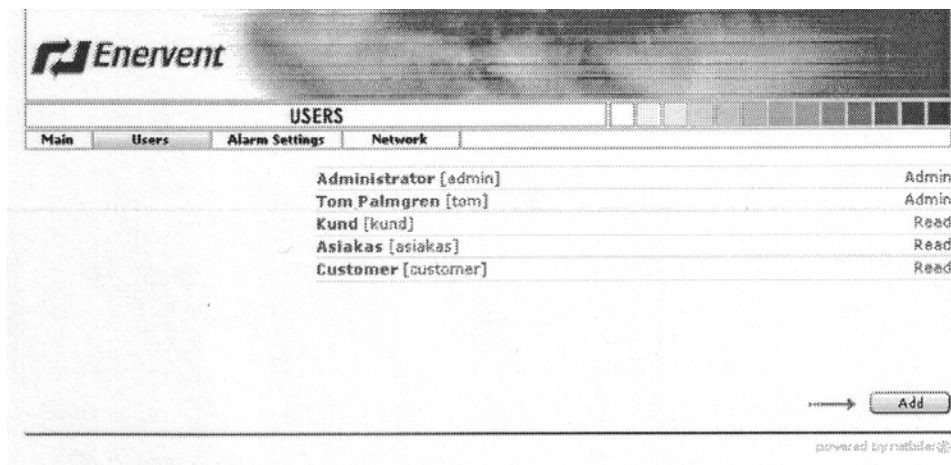 Enervent
USERS
Main Users Alarm Settings Network
Administrator [admin] Admin
Tom Palmgren [tom] Admin
Kund [kund] Read
Asiakas [asiakas] Read
Customer [customer] Read
Add
powered by netbiter